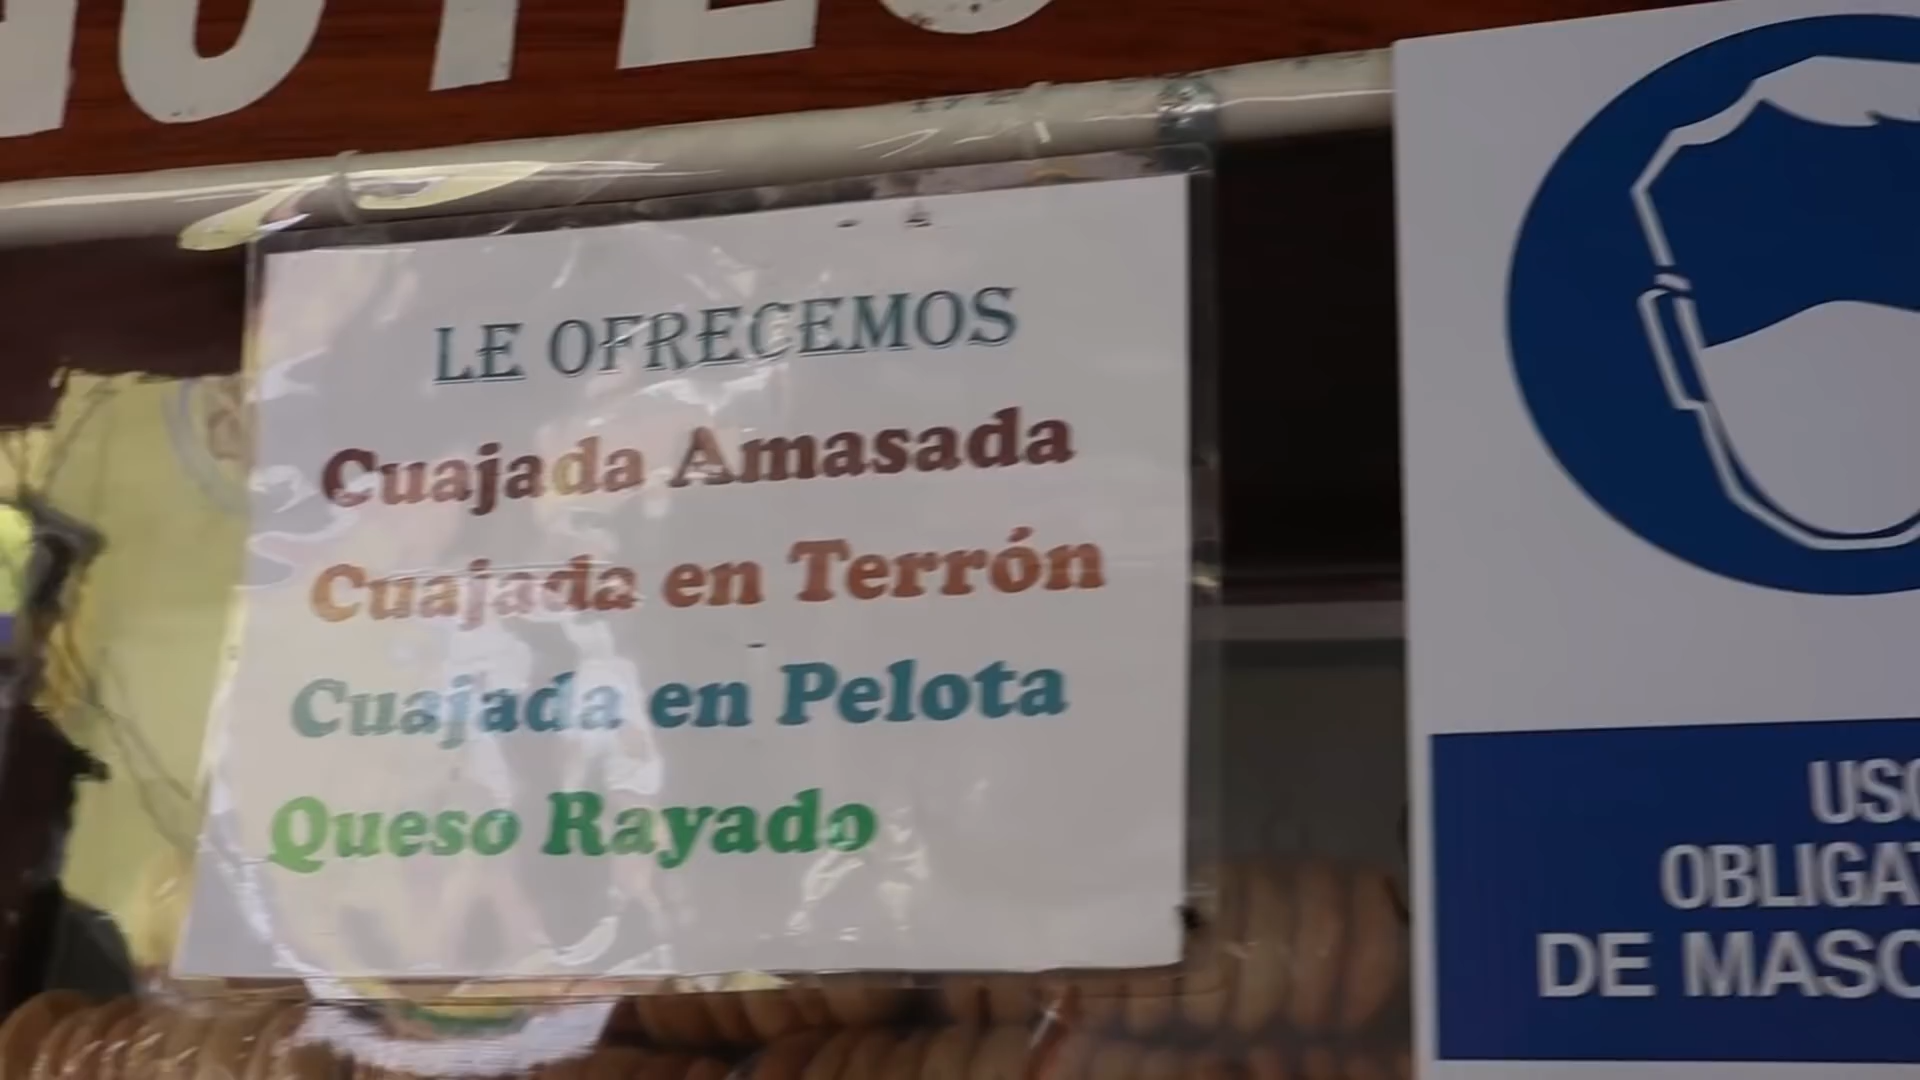 LE OFRECEMOS
Cuajada Amasada
Cuajada en Terrón
Cuajada en Pelota
Queso Rayado
USO
OBLIGAT
DE MASC